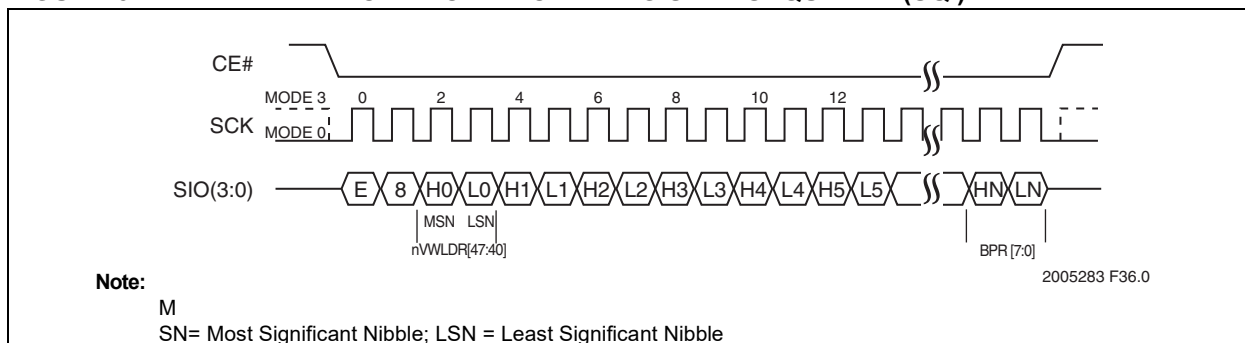 CE#
MODE 3 0 2 4 6 8 10 12
SCK MODE 0
SIO(3:0) E 8 H0 L0 H1 L1 H2 L2 H3 L3 H4 L4 H5 L5 HN LN
MSN LSN
nVWLDR[47:40] BPR [7:0]
2005283 F36.0
Note:
M
SN= Most Significant Nibble; LSN = Least Significant Nibble